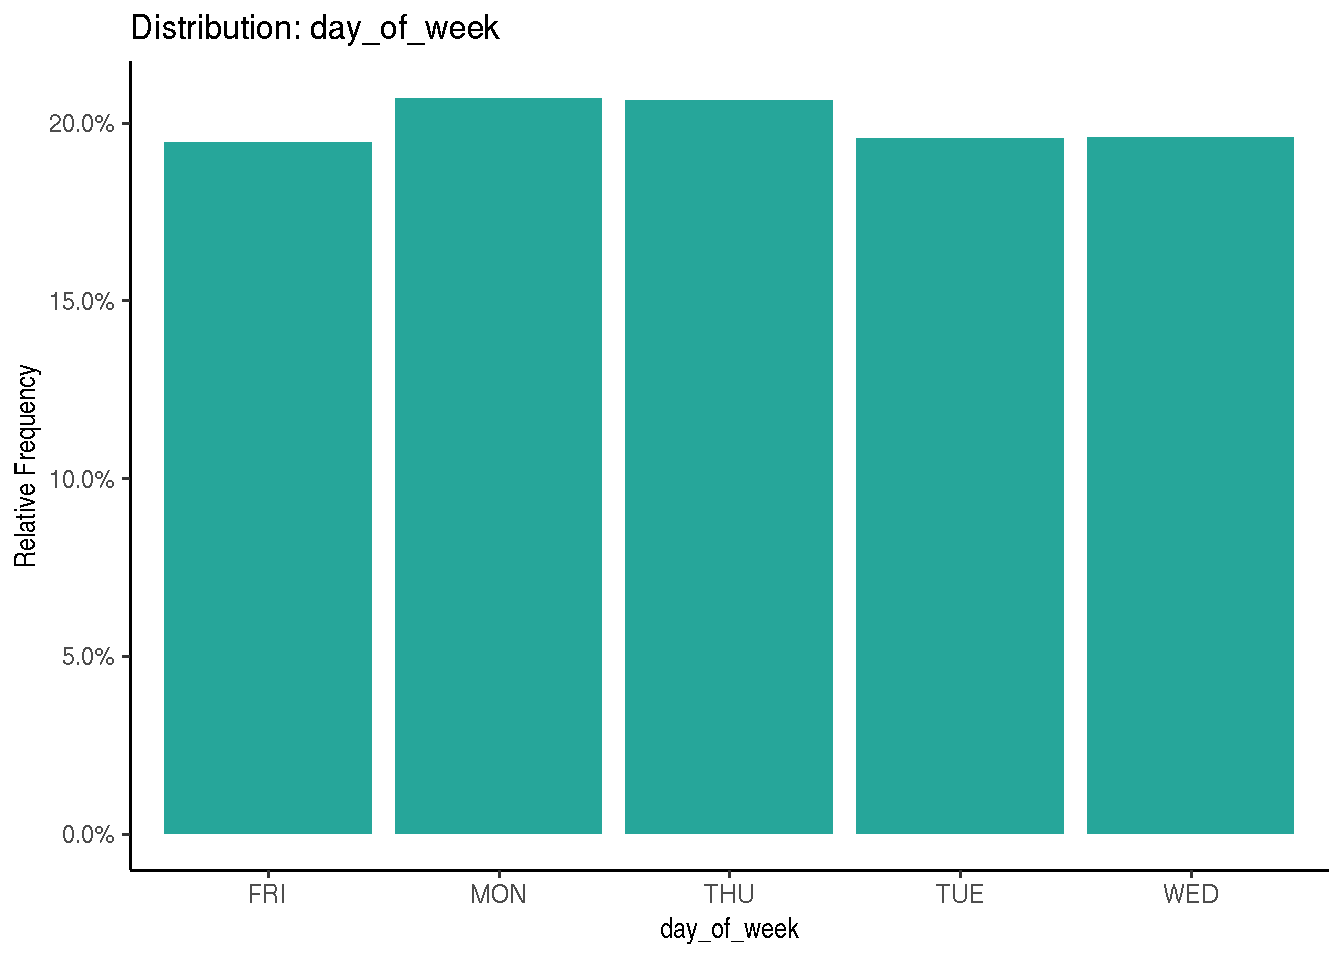 Distribution: day_of_week
Relative Frequency
20.0%
15.0%
10.0%
5.0%
0.0%
FRI MON THU TUE WED
day_of_week